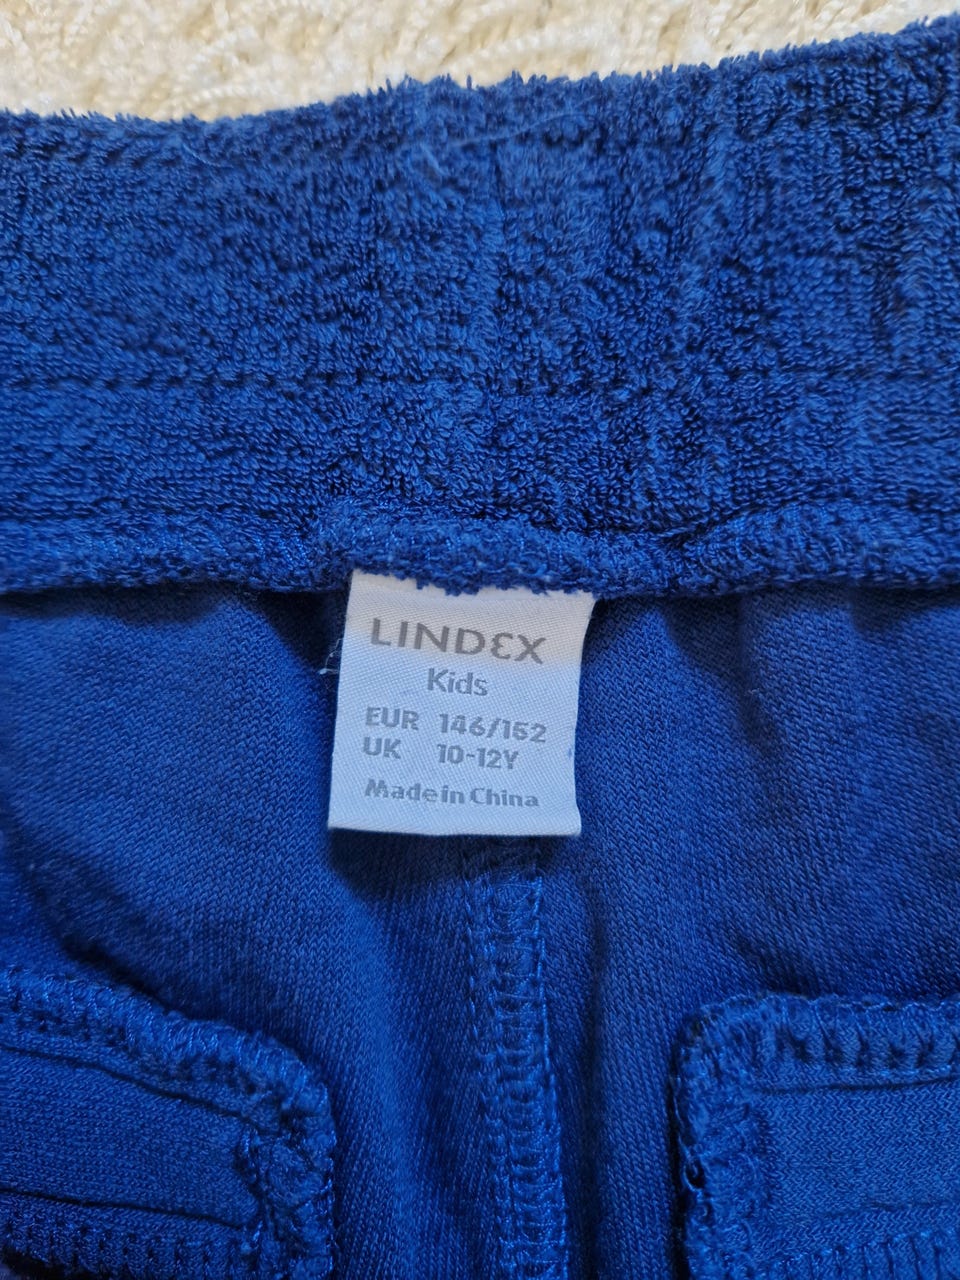 LINDEX
Kids
EUR 146/152
UK 10-12Y
Made in China